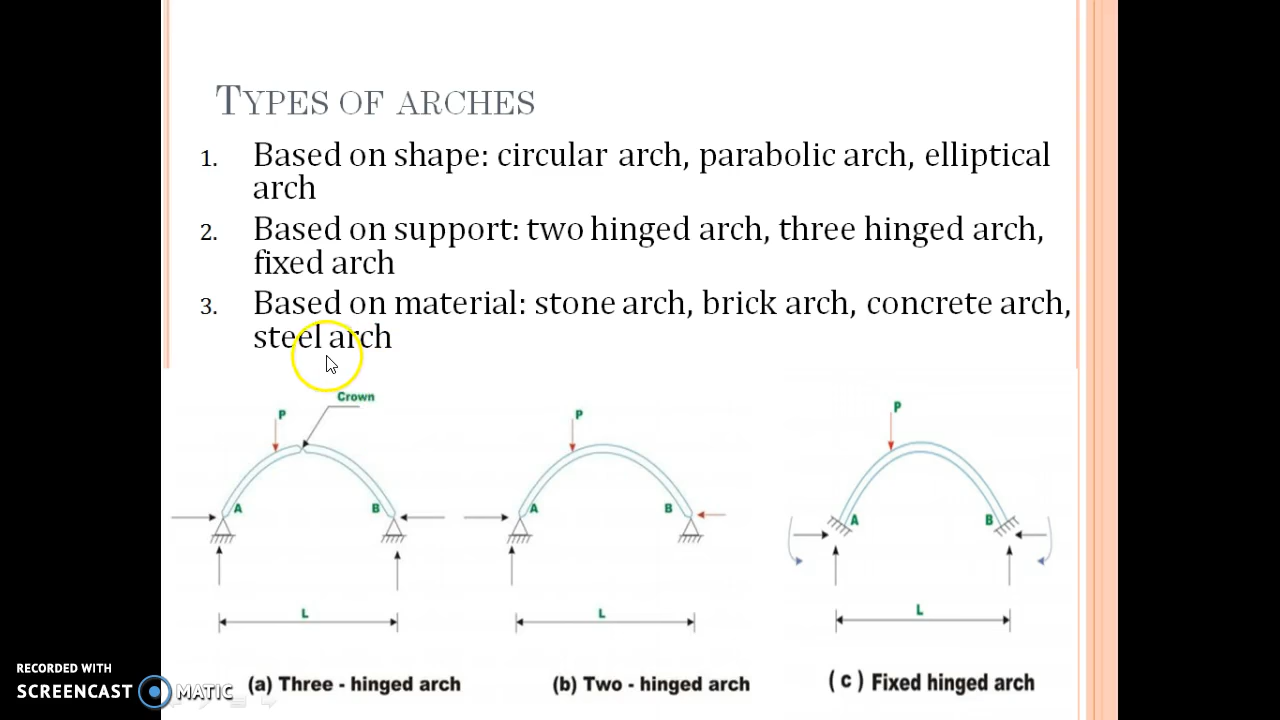 TYPES OF ARCHES
1. Based on shape: circular arch, parabolic arch, elliptical
arch
2. Based on support: two hinged arch, three hinged arch,
fixed arch
3. Based on material: stone arch, brick arch, concrete arch,
steel arch
Crown
P
A
B
L
(a) Three - hinged arch
P
A
B
L
(b) Two - hinged arch
P
A
B
L
( c ) Fixed hinged arch
RECORDED WITH
SCREENCAST MATIC